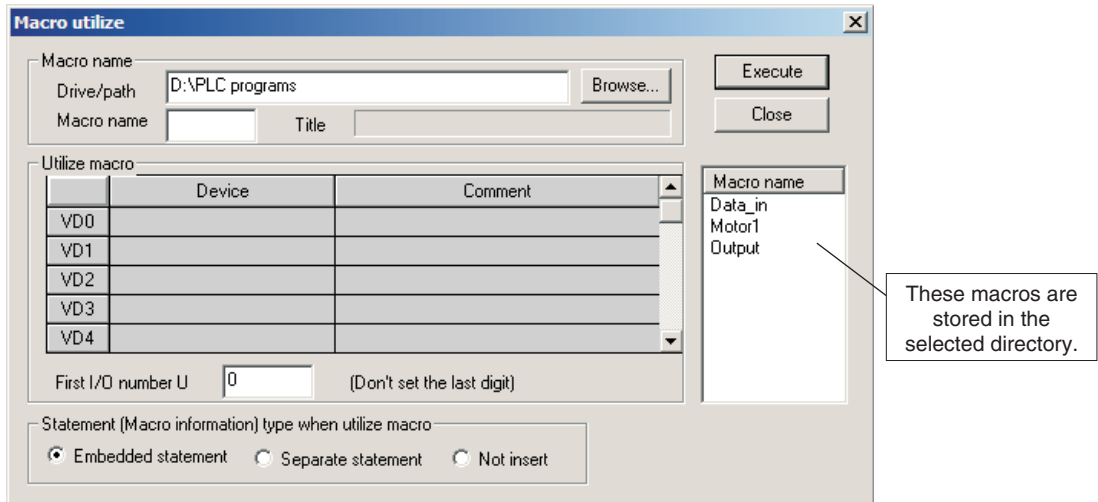 Macro utilize
Macro name
Drive/path D:\PLC programs Browse...
Macro name Title
Execute
Close
Utilize macro
Device Comment
VD0
VD1
VD2
VD3
VD4
First I/O number U 0 (Don't set the last digit)
Macro name
Data_in
Motor1
Output
These macros are
stored in the
selected directory.
Statement (Macro information) type when utilize macro
Embedded statement Separate statement Not insert